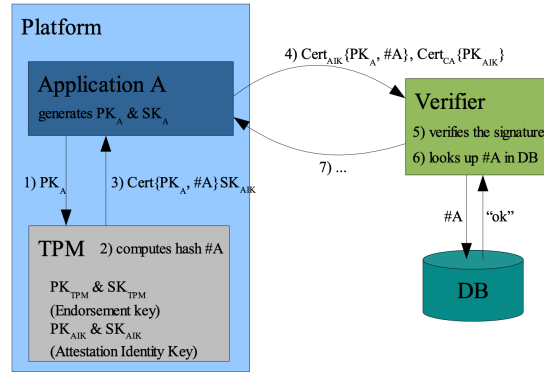 Platform
Application A
generates PK_A & SK_A
1) PK_A
3) Cert{PK_A, #A}SK_AIK
TPM 2) computes hash #A
PK_TPM & SK_TPM
(Endorsement key)
PK_AIK & SK_AIK
(Attestation Identity Key)
4) Cert_AIK{PK_A, #A}, Cert_CA{PK_AIK}
7) ...
Verifier
5) verifies the signature
6) looks up #A in DB
#A
“ok”
DB